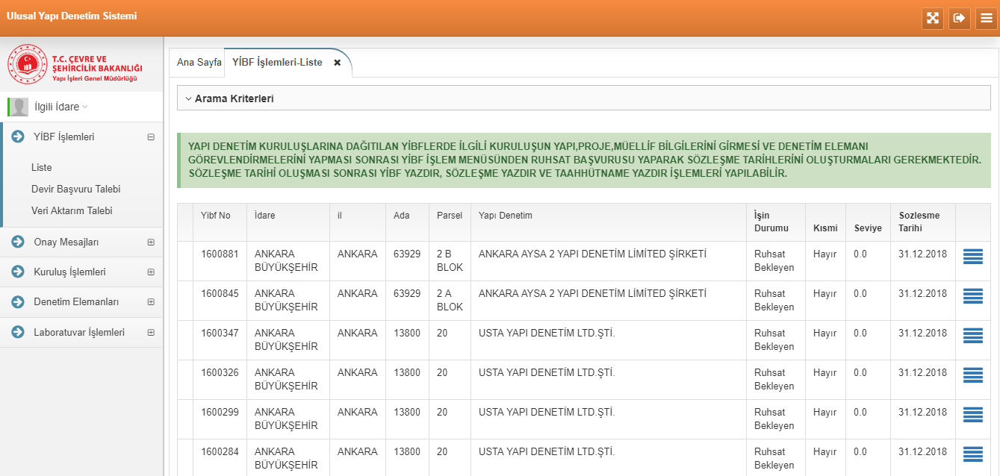 Ulusal Yapı Denetim Sistemi
T.C. ÇEVRE VE
ŞEHİRCİLİK BAKANLIĞI
Yapı İşleri Genel Müdürlüğü
İlgili İdare
YİBF İşlemleri
Liste
Devir Başvuru Talebi
Veri Aktarım Talebi
Onay Mesajları
Kuruluş İşlemleri
Denetim Elemanları
Laboratuvar İşlemleri
Ana Sayfa YİBF İşlemleri-Liste
Arama Kriterleri
YAPI DENETİM KURULUŞLARINA DAĞITILAN YİBFLERDE İLGİLİ KURULUŞUN YAPI,PROJE,MÜELLİF BİLGİLERİNİ GİRMESİ VE DENETİM ELEMANI
GÖREVLENDİRMELERİNİ YAPMASI SONRASI YİBF İŞLEM MENÜSÜNDEN RUHSAT BAŞVURUSU YAPARAK SÖZLEŞME TARİHLERİNİ OLUŞTURMALARI GEREKMEKTEDİR.
SÖZLEŞME TARİHİ OLUŞMASI SONRASI YİBF YAZDIR, SÖZLEŞME YAZDIR VE TAAHHÜTNAME YAZDIR İŞLEMLERİ YAPILABİLİR.
Yibf No İdare il Ada Parsel Yapı Denetim İşin
Durumu Kısmi Seviye Sozlesme
Tarihi
1600881 ANKARA ANKARA 63929 2 B ANKARA AYSA 2 YAPI DENETİM LİMİTED ŞİRKETİ Ruhsat Hayır 0.0 31.12.2018
BÜYÜKŞEHİR BLOK Bekleyen
1600845 ANKARA ANKARA 63929 2 A ANKARA AYSA 2 YAPI DENETİM LİMİTED ŞİRKETİ Ruhsat Hayır 0.0 31.12.2018
BÜYÜKŞEHİR BLOK Bekleyen
1600347 ANKARA ANKARA 13800 20 USTA YAPI DENETİM LTD.ŞTİ. Ruhsat Hayır 0.0 31.12.2018
BÜYÜKŞEHİR Bekleyen
1600326 ANKARA ANKARA 13800 20 USTA YAPI DENETİM LTD.ŞTİ. Ruhsat Hayır 0.0 31.12.2018
BÜYÜKŞEHİR Bekleyen
1600299 ANKARA ANKARA 13800 20 USTA YAPI DENETİM LTD.ŞTİ. Ruhsat Hayır 0.0 31.12.2018
BÜYÜKŞEHİR Bekleyen
1600284 ANKARA ANKARA 13800 20 USTA YAPI DENETİM LTD.ŞTİ. Ruhsat Hayır 0.0 31.12.2018
BÜYÜKŞEHİR Bekleyen